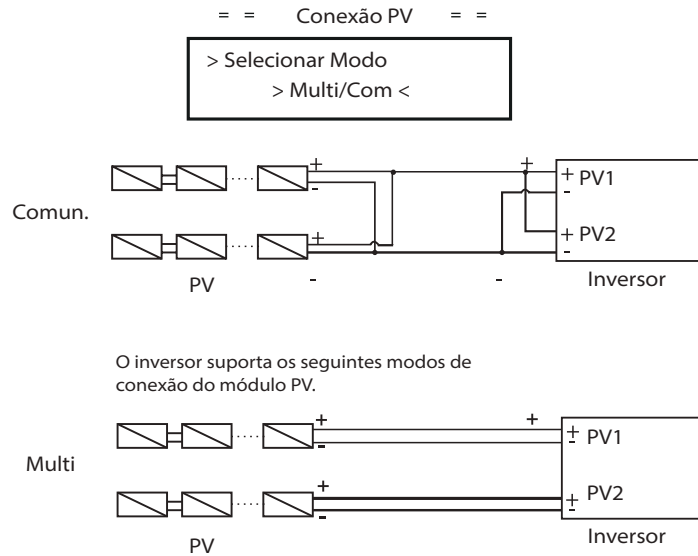 = = Conexão PV = =
> Selecionar Modo
> Multi/Com <
+
+
+ PV1
-
-
Comun.
+
+ PV2
-
-
PV
-
-
Inversor
O inversor suporta os seguintes modos de
conexão do módulo PV.
+
+
+ PV1
-
-
Multi
+
+ PV2
-
-
PV
Inversor